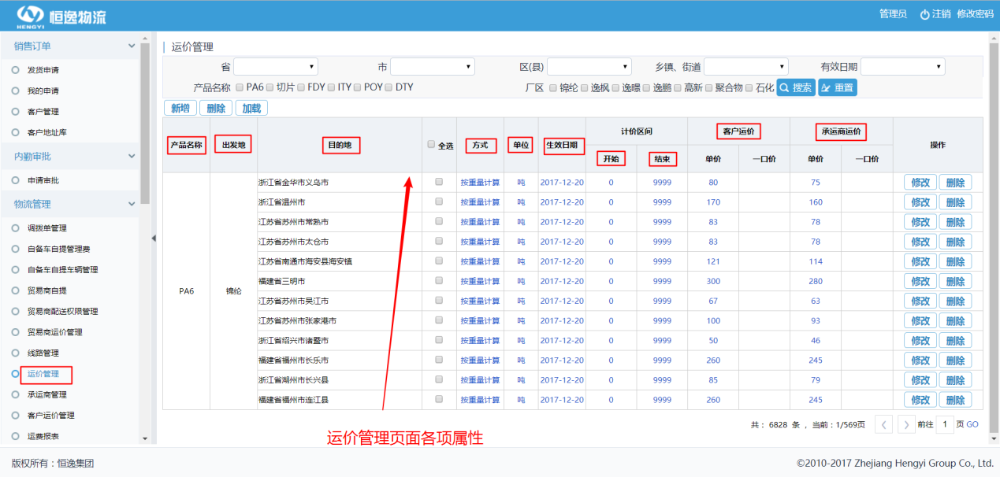 恒逸物流
HENGYI
管理员 注销 修改密码
销售订单
发货申请
我的申请
客户管理
客户地址库
内勤审批
申请审批
物流管理
调拨单管理
自备车自提管理费
自备车自提车辆管理
贸易商自提
贸易商配送权限管理
贸易商运价管理
线路管理
运价管理
承运商管理
客户运价管理
运费报表
运价管理
省 市 区(县) 乡镇、街道 有效日期
产品名称 PA6 切片 FDY ITY POY DTY 厂区 锦纶 逸枫 逸暻 逸鹏 高新 聚合物 石化 搜索 重置
新增 删除 加载
产品名称 出发地 目的地 全选 方式 单位 生效日期 计价区间 客户运价 承运商运价 操作
开始 结束 单价 一口价 单价 一口价
浙江省金华市义乌市 按重量计算 吨 2017-12-20 0 9999 80 75 修改 删除
浙江省温州市 按重量计算 吨 2017-12-20 0 9999 170 160 修改 删除
江苏省苏州市常熟市 按重量计算 吨 2017-12-20 0 9999 83 78 修改 删除
江苏省苏州市太仓市 按重量计算 吨 2017-12-20 0 9999 83 78 修改 删除
江苏省南通市海安县海安镇 按重量计算 吨 2017-12-20 0 9999 121 114 修改 删除
福建省三明市 按重量计算 吨 2017-12-20 0 9999 300 280 修改 删除
PA6 锦纶
江苏省苏州市吴江市 按重量计算 吨 2017-12-20 0 9999 67 63 修改 删除
江苏省苏州市张家港市 按重量计算 吨 2017-12-20 0 9999 100 93 修改 删除
浙江省绍兴市诸暨市 按重量计算 吨 2017-12-20 0 9999 50 46 修改 删除
福建省福州市长乐市 按重量计算 吨 2017-12-20 0 9999 260 245 修改 删除
浙江省湖州市长兴县 按重量计算 吨 2017-12-20 0 9999 85 79 修改 删除
福建省福州市连江县 按重量计算 吨 2017-12-20 0 9999 260 245 修改 删除
共： 6828 条 ，当前：1/569页 前往 1 页 GO
运价管理页面各项属性
版权所有：恒逸集团
©2010-2017 Zhejiang Hengyi Group Co., Ltd.